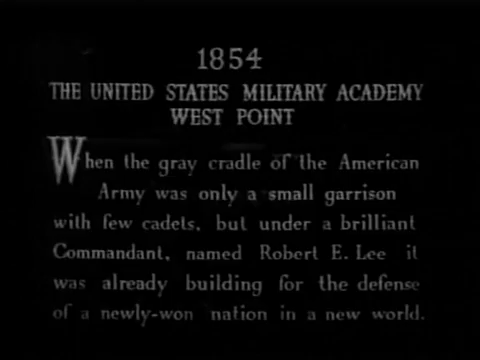 1854
THE UNITED STATES MILITARY ACADEMY
WEST POINT
When the gray cradle of the American
Army was only a small garrison
with few cadets, but under a brilliant
Commandant, named Robert E. Lee it
was already building for the defense
of a newly-won nation in a new world.